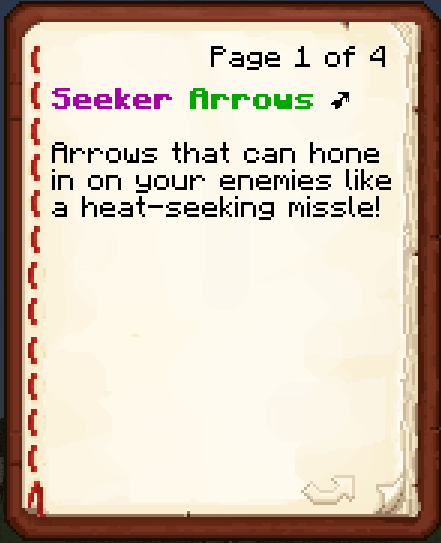 Page 1 of 4
Seeker Arrows ➶
Arrows that can hone
in on your enemies like
a heat-seeking missle!